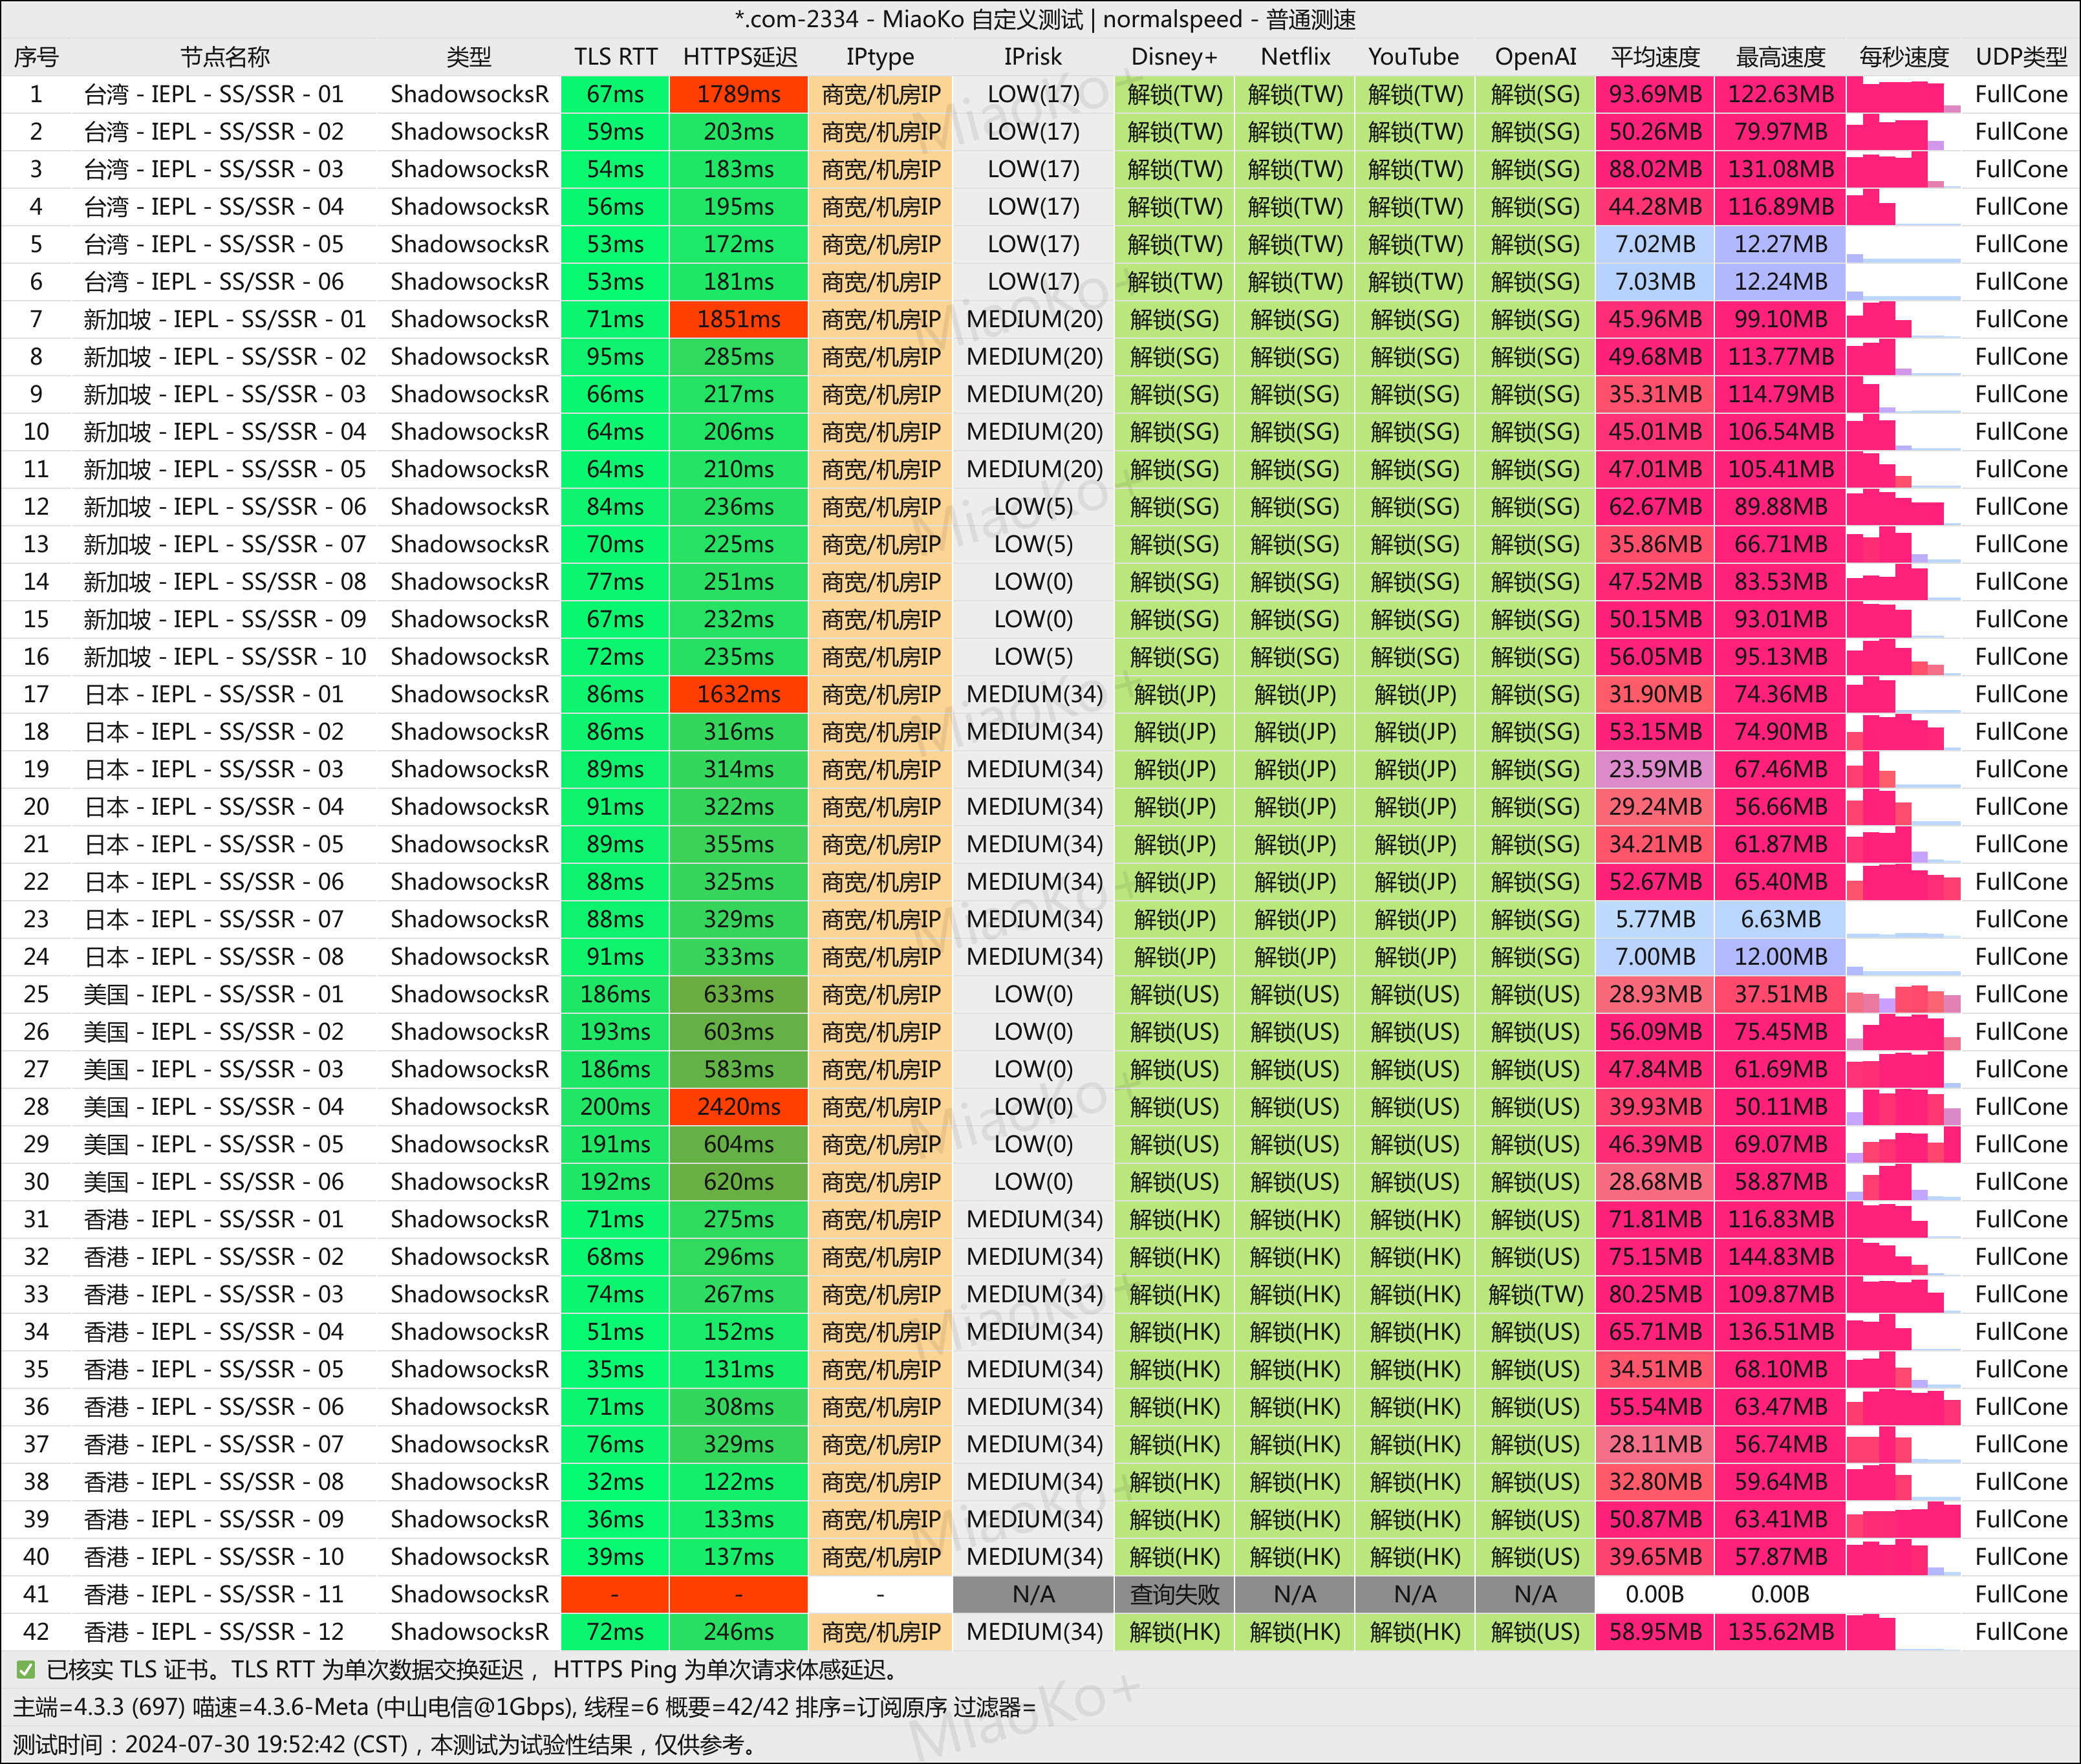 *.com-2334 - MiaoKo 自定义测试 | normalspeed - 普通测速
序号 节点名称 类型 TLS RTT HTTPS延迟 IPtype IPrisk Disney+ Netflix YouTube OpenAI 平均速度 最高速度 每秒速度 UDP类型
1 台湾 - IEPL - SS/SSR - 01 ShadowsocksR 67ms 1789ms 商宽/机房IP LOW(17) 解锁(TW) 解锁(TW) 解锁(TW) 解锁(SG) 93.69MB 122.63MB FullCone
2 台湾 - IEPL - SS/SSR - 02 ShadowsocksR 59ms 203ms 商宽/机房IP LOW(17) 解锁(TW) 解锁(TW) 解锁(TW) 解锁(SG) 50.26MB 79.97MB FullCone
3 台湾 - IEPL - SS/SSR - 03 ShadowsocksR 54ms 183ms 商宽/机房IP LOW(17) 解锁(TW) 解锁(TW) 解锁(TW) 解锁(SG) 88.02MB 131.08MB FullCone
4 台湾 - IEPL - SS/SSR - 04 ShadowsocksR 56ms 195ms 商宽/机房IP LOW(17) 解锁(TW) 解锁(TW) 解锁(TW) 解锁(SG) 44.28MB 116.89MB FullCone
5 台湾 - IEPL - SS/SSR - 05 ShadowsocksR 53ms 172ms 商宽/机房IP LOW(17) 解锁(TW) 解锁(TW) 解锁(TW) 解锁(SG) 7.02MB 12.27MB FullCone
6 台湾 - IEPL - SS/SSR - 06 ShadowsocksR 53ms 181ms 商宽/机房IP LOW(17) 解锁(TW) 解锁(TW) 解锁(TW) 解锁(SG) 7.03MB 12.24MB FullCone
7 新加坡 - IEPL - SS/SSR - 01 ShadowsocksR 71ms 1851ms 商宽/机房IP MEDIUM(20) 解锁(SG) 解锁(SG) 解锁(SG) 解锁(SG) 45.96MB 99.10MB FullCone
8 新加坡 - IEPL - SS/SSR - 02 ShadowsocksR 95ms 285ms 商宽/机房IP MEDIUM(20) 解锁(SG) 解锁(SG) 解锁(SG) 解锁(SG) 49.68MB 113.77MB FullCone
9 新加坡 - IEPL - SS/SSR - 03 ShadowsocksR 66ms 217ms 商宽/机房IP MEDIUM(20) 解锁(SG) 解锁(SG) 解锁(SG) 解锁(SG) 35.31MB 114.79MB FullCone
10 新加坡 - IEPL - SS/SSR - 04 ShadowsocksR 64ms 206ms 商宽/机房IP MEDIUM(20) 解锁(SG) 解锁(SG) 解锁(SG) 解锁(SG) 45.01MB 106.54MB FullCone
11 新加坡 - IEPL - SS/SSR - 05 ShadowsocksR 64ms 210ms 商宽/机房IP MEDIUM(20) 解锁(SG) 解锁(SG) 解锁(SG) 解锁(SG) 47.01MB 105.41MB FullCone
12 新加坡 - IEPL - SS/SSR - 06 ShadowsocksR 84ms 236ms 商宽/机房IP LOW(5) 解锁(SG) 解锁(SG) 解锁(SG) 解锁(SG) 62.67MB 89.88MB FullCone
13 新加坡 - IEPL - SS/SSR - 07 ShadowsocksR 70ms 225ms 商宽/机房IP LOW(5) 解锁(SG) 解锁(SG) 解锁(SG) 解锁(SG) 35.86MB 66.71MB FullCone
14 新加坡 - IEPL - SS/SSR - 08 ShadowsocksR 77ms 251ms 商宽/机房IP LOW(0) 解锁(SG) 解锁(SG) 解锁(SG) 解锁(SG) 47.52MB 83.53MB FullCone
15 新加坡 - IEPL - SS/SSR - 09 ShadowsocksR 67ms 232ms 商宽/机房IP LOW(0) 解锁(SG) 解锁(SG) 解锁(SG) 解锁(SG) 50.15MB 93.01MB FullCone
16 新加坡 - IEPL - SS/SSR - 10 ShadowsocksR 72ms 235ms 商宽/机房IP LOW(5) 解锁(SG) 解锁(SG) 解锁(SG) 解锁(SG) 56.05MB 95.13MB FullCone
17 日本 - IEPL - SS/SSR - 01 ShadowsocksR 86ms 1632ms 商宽/机房IP MEDIUM(34) 解锁(JP) 解锁(JP) 解锁(JP) 解锁(SG) 31.90MB 74.36MB FullCone
18 日本 - IEPL - SS/SSR - 02 ShadowsocksR 86ms 316ms 商宽/机房IP MEDIUM(34) 解锁(JP) 解锁(JP) 解锁(JP) 解锁(SG) 53.15MB 74.90MB FullCone
19 日本 - IEPL - SS/SSR - 03 ShadowsocksR 89ms 314ms 商宽/机房IP MEDIUM(34) 解锁(JP) 解锁(JP) 解锁(JP) 解锁(SG) 23.59MB 67.46MB FullCone
20 日本 - IEPL - SS/SSR - 04 ShadowsocksR 91ms 322ms 商宽/机房IP MEDIUM(34) 解锁(JP) 解锁(JP) 解锁(JP) 解锁(SG) 29.24MB 56.66MB FullCone
21 日本 - IEPL - SS/SSR - 05 ShadowsocksR 89ms 355ms 商宽/机房IP MEDIUM(34) 解锁(JP) 解锁(JP) 解锁(JP) 解锁(SG) 34.21MB 61.87MB FullCone
22 日本 - IEPL - SS/SSR - 06 ShadowsocksR 88ms 325ms 商宽/机房IP MEDIUM(34) 解锁(JP) 解锁(JP) 解锁(JP) 解锁(SG) 52.67MB 65.40MB FullCone
23 日本 - IEPL - SS/SSR - 07 ShadowsocksR 88ms 329ms 商宽/机房IP MEDIUM(34) 解锁(JP) 解锁(JP) 解锁(JP) 解锁(SG) 5.77MB 6.63MB FullCone
24 日本 - IEPL - SS/SSR - 08 ShadowsocksR 91ms 333ms 商宽/机房IP MEDIUM(34) 解锁(JP) 解锁(JP) 解锁(JP) 解锁(SG) 7.00MB 12.00MB FullCone
25 美国 - IEPL - SS/SSR - 01 ShadowsocksR 186ms 633ms 商宽/机房IP LOW(0) 解锁(US) 解锁(US) 解锁(US) 解锁(US) 28.93MB 37.51MB FullCone
26 美国 - IEPL - SS/SSR - 02 ShadowsocksR 193ms 603ms 商宽/机房IP LOW(0) 解锁(US) 解锁(US) 解锁(US) 解锁(US) 56.09MB 75.45MB FullCone
27 美国 - IEPL - SS/SSR - 03 ShadowsocksR 186ms 583ms 商宽/机房IP LOW(0) 解锁(US) 解锁(US) 解锁(US) 解锁(US) 47.84MB 61.69MB FullCone
28 美国 - IEPL - SS/SSR - 04 ShadowsocksR 200ms 2420ms 商宽/机房IP LOW(0) 解锁(US) 解锁(US) 解锁(US) 解锁(US) 39.93MB 50.11MB FullCone
29 美国 - IEPL - SS/SSR - 05 ShadowsocksR 191ms 604ms 商宽/机房IP LOW(0) 解锁(US) 解锁(US) 解锁(US) 解锁(US) 46.39MB 69.07MB FullCone
30 美国 - IEPL - SS/SSR - 06 ShadowsocksR 192ms 620ms 商宽/机房IP LOW(0) 解锁(US) 解锁(US) 解锁(US) 解锁(US) 28.68MB 58.87MB FullCone
31 香港 - IEPL - SS/SSR - 01 ShadowsocksR 71ms 275ms 商宽/机房IP MEDIUM(34) 解锁(HK) 解锁(HK) 解锁(HK) 解锁(US) 71.81MB 116.83MB FullCone
32 香港 - IEPL - SS/SSR - 02 ShadowsocksR 68ms 296ms 商宽/机房IP MEDIUM(34) 解锁(HK) 解锁(HK) 解锁(HK) 解锁(US) 75.15MB 144.83MB FullCone
33 香港 - IEPL - SS/SSR - 03 ShadowsocksR 74ms 267ms 商宽/机房IP MEDIUM(34) 解锁(HK) 解锁(HK) 解锁(HK) 解锁(TW) 80.25MB 109.87MB FullCone
34 香港 - IEPL - SS/SSR - 04 ShadowsocksR 51ms 152ms 商宽/机房IP MEDIUM(34) 解锁(HK) 解锁(HK) 解锁(HK) 解锁(US) 65.71MB 136.51MB FullCone
35 香港 - IEPL - SS/SSR - 05 ShadowsocksR 35ms 131ms 商宽/机房IP MEDIUM(34) 解锁(HK) 解锁(HK) 解锁(HK) 解锁(US) 34.51MB 68.10MB FullCone
36 香港 - IEPL - SS/SSR - 06 ShadowsocksR 71ms 308ms 商宽/机房IP MEDIUM(34) 解锁(HK) 解锁(HK) 解锁(HK) 解锁(US) 55.54MB 63.47MB FullCone
37 香港 - IEPL - SS/SSR - 07 ShadowsocksR 76ms 329ms 商宽/机房IP MEDIUM(34) 解锁(HK) 解锁(HK) 解锁(HK) 解锁(US) 28.11MB 56.74MB FullCone
38 香港 - IEPL - SS/SSR - 08 ShadowsocksR 32ms 122ms 商宽/机房IP MEDIUM(34) 解锁(HK) 解锁(HK) 解锁(HK) 解锁(US) 32.80MB 59.64MB FullCone
39 香港 - IEPL - SS/SSR - 09 ShadowsocksR 36ms 133ms 商宽/机房IP MEDIUM(34) 解锁(HK) 解锁(HK) 解锁(HK) 解锁(US) 50.87MB 63.41MB FullCone
40 香港 - IEPL - SS/SSR - 10 ShadowsocksR 39ms 137ms 商宽/机房IP MEDIUM(34) 解锁(HK) 解锁(HK) 解锁(HK) 解锁(US) 39.65MB 57.87MB FullCone
41 香港 - IEPL - SS/SSR - 11 ShadowsocksR - - - N/A 查询失败 N/A N/A N/A 0.00B 0.00B FullCone
42 香港 - IEPL - SS/SSR - 12 ShadowsocksR 72ms 246ms 商宽/机房IP MEDIUM(34) 解锁(HK) 解锁(HK) 解锁(HK) 解锁(US) 58.95MB 135.62MB FullCone
✅ 已核实 TLS 证书。TLS RTT 为单次数据交换延迟， HTTPS Ping 为单次请求体感延迟。
主端=4.3.3 (697) 喵速=4.3.6-Meta (中山电信@1Gbps), 线程=6 概要=42/42 排序=订阅原序 过滤器=
测试时间：2024-07-30 19:52:42 (CST)，本测试为试验性结果，仅供参考。
MiaoKo+
MiaoKo+
MiaoKo+
MiaoKo+
MiaoKo+
MiaoKo+
MiaoKo+
MiaoKo+
MiaoKo+